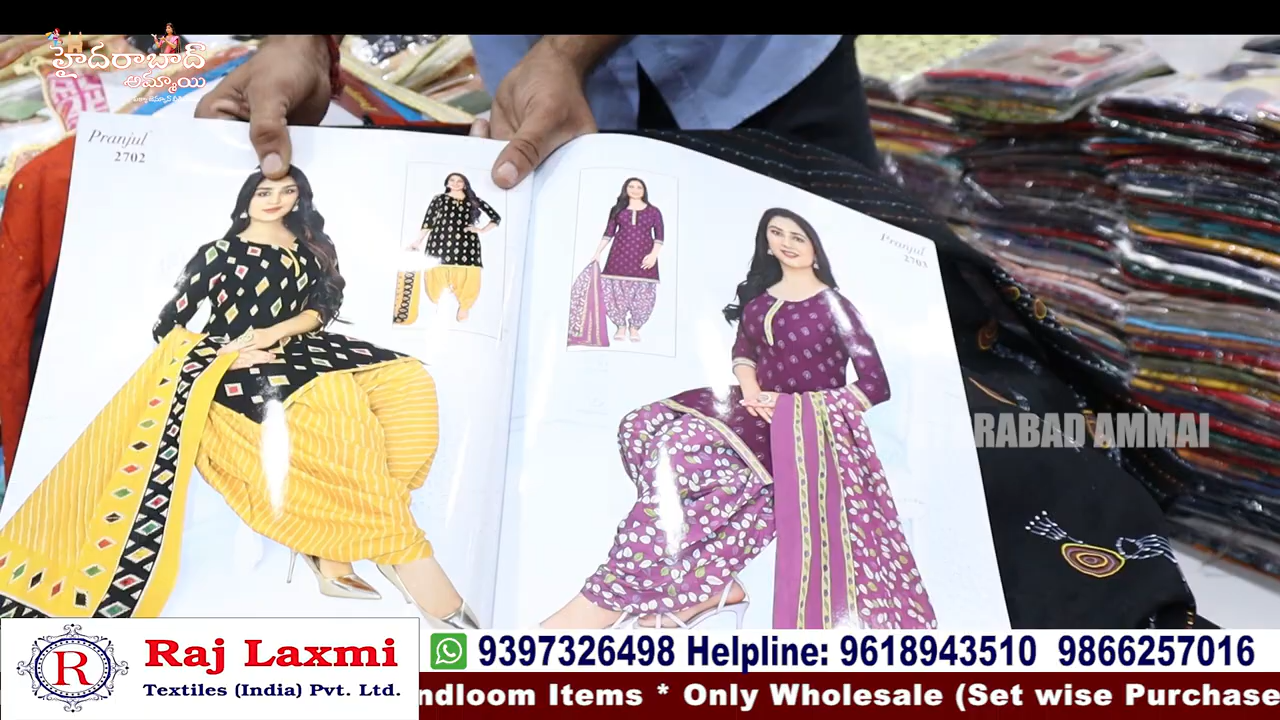 హైదరాబాద్
అమ్మాయి
Pranjul
2702
Pranjul
2703
RABAD AMMAI
R
Raj Laxmi
Textiles (India) Pvt. Ltd.
9397326498 Helpline: 9618943510 9866257016
ndloom Items * Only Wholesale (Set wise Purchase